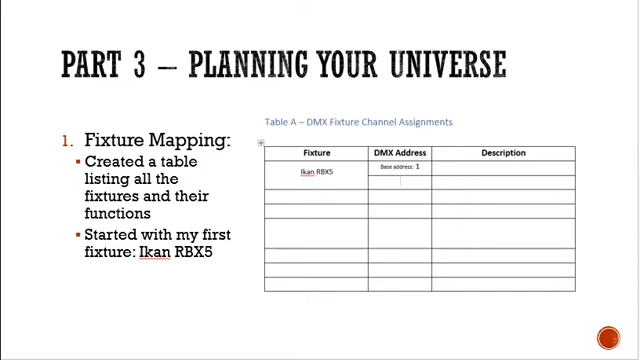 PART 3 – PLANNING YOUR UNIVERSE
Table A – DMX Fixture Channel Assignments
1. Fixture Mapping:
Created a table
listing all the
fixtures and their
functions
Started with my first
fixture: Ikan RBX5
Fixture DMX Address Description
Ikan RBX5 Base address: 1